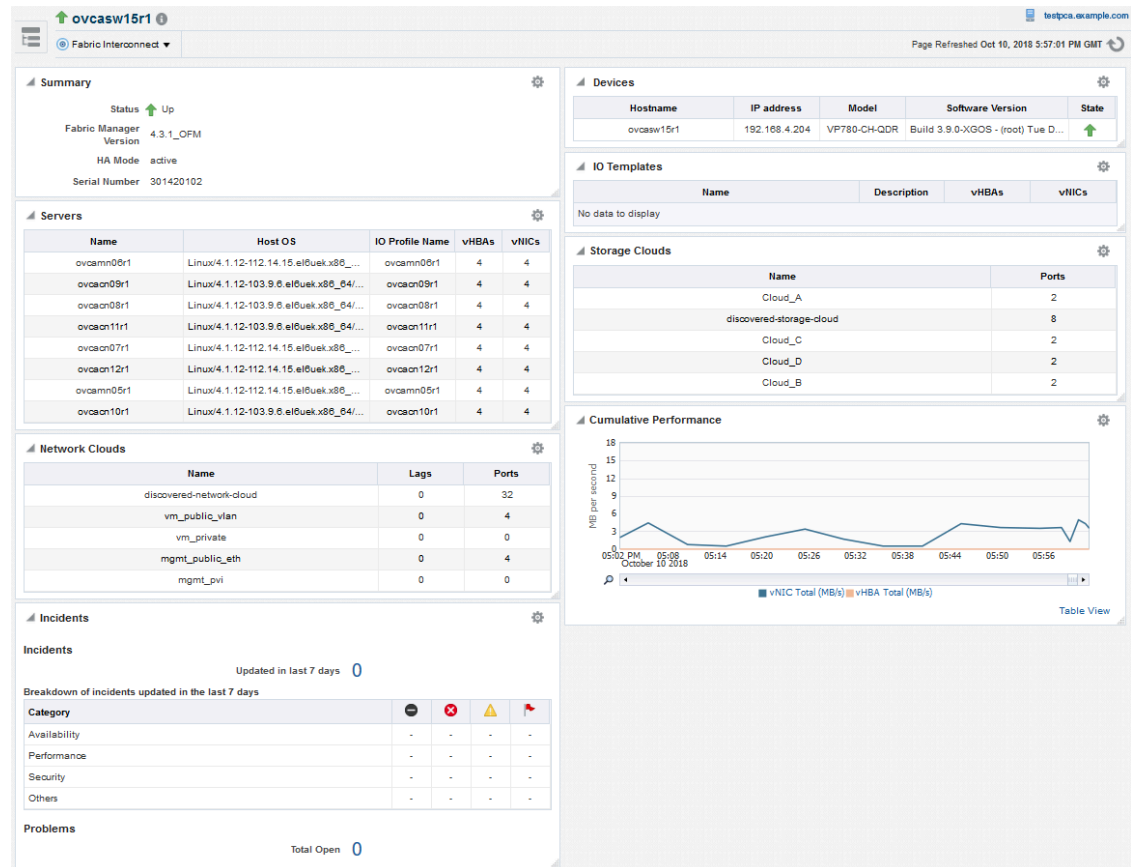 ovcasw15r1
testpca.example.com
Fabric Interconnect
Page Refreshed Oct 10, 2018 5:57:01 PM GMT
Summary
Status Up
Fabric Manager Version 4.3.1_OFM
HA Mode active
Serial Number 301420102
Servers
Name Host OS IO Profile Name vHBAs vNICs
ovcamn06r1 Linux/4.1.12-112.14.15.el6uek.x86_... ovcamn06r1 4 4
ovcacn09r1 Linux/4.1.12-103.9.6.el6uek.x86_64/... ovcacn09r1 4 4
ovcacn08r1 Linux/4.1.12-103.9.6.el6uek.x86_64/... ovcacn08r1 4 4
ovcacn11r1 Linux/4.1.12-103.9.6.el6uek.x86_64/... ovcacn11r1 4 4
ovcacn07r1 Linux/4.1.12-112.14.15.el6uek.x86_... ovcacn07r1 4 4
ovcacn12r1 Linux/4.1.12-112.14.15.el6uek.x86_... ovcacn12r1 4 4
ovcamn05r1 Linux/4.1.12-112.14.15.el6uek.x86_... ovcamn05r1 4 4
ovcacn10r1 Linux/4.1.12-103.9.6.el6uek.x86_64/... ovcacn10r1 4 4
Network Clouds
Name Lags Ports
discovered-network-cloud 0 32
vm_public_vlan 0 4
vm_private 0 0
mgmt_public_eth 0 4
mgmt_pvi 0 0
Incidents
Incidents
Updated in last 7 days 0
Breakdown of incidents updated in the last 7 days
Category
Availability - - - -
Performance - - - -
Security - - - -
Others - - - -
Problems
Total Open 0
Devices
Hostname IP address Model Software Version State
ovcasw15r1 192.168.4.204 VP780-CH-QDR Build 3.9.0-XGOS - (root) Tue D...
IO Templates
Name Description vHBAs vNICs
No data to display
Storage Clouds
Name Ports
Cloud_A 2
discovered-storage-cloud 8
Cloud_C 2
Cloud_D 2
Cloud_B 2
Cumulative Performance
MB per second
18
15
12
9
6
3
0
05:02 PM 05:08 05:14 05:20 05:26 05:32 05:38 05:44 05:50 05:56
October 10 2018
vNIC Total (MB/s) vHBA Total (MB/s)
Table View